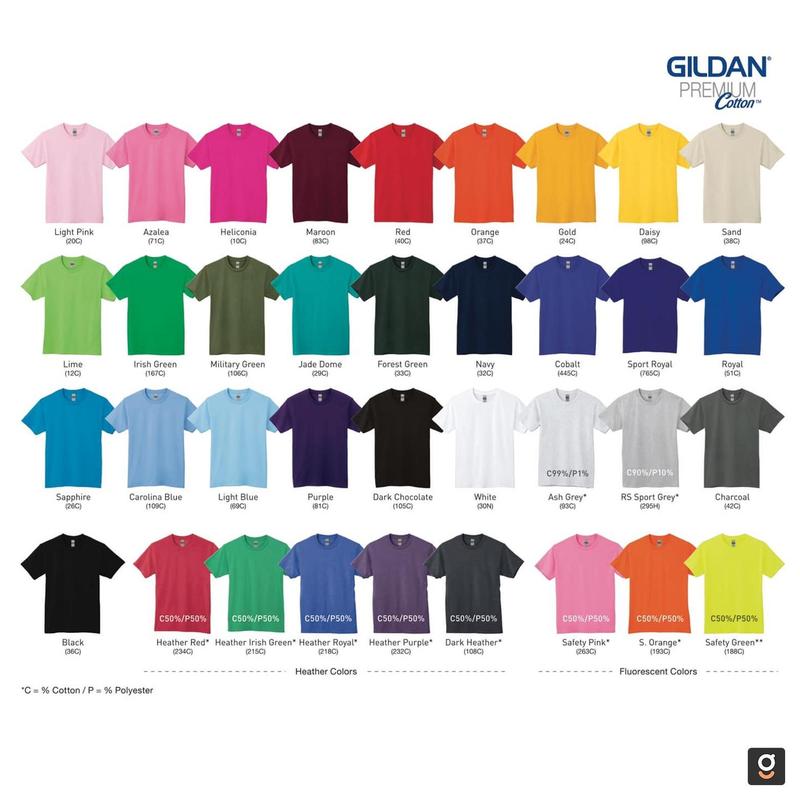 GILDAN®
PREMIUM
Cotton™
Light Pink
(20C)
Azalea
(71C)
Heliconia
(10C)
Maroon
(83C)
Red
(40C)
Orange
(37C)
Gold
(24C)
Daisy
(98C)
Sand
(38C)
Lime
(12C)
Irish Green
(167C)
Military Green
(106C)
Jade Dome
(29C)
Forest Green
(33C)
Navy
(32C)
Cobalt
(445C)
Sport Royal
(765C)
Royal
(51C)
C99%/P1%
C90%/P10%
Sapphire
(26C)
Carolina Blue
(109C)
Light Blue
(69C)
Purple
(81C)
Dark Chocolate
(105C)
White
(30N)
Ash Grey*
(93C)
RS Sport Grey*
(295H)
Charcoal
(42C)
Black
(36C)
C50%/P50%
Heather Red*
(234C)
C50%/P50%
Heather Irish Green*
(215C)
C50%/P50%
Heather Royal*
(218C)
C50%/P50%
Heather Purple*
(232C)
C50%/P50%
Dark Heather*
(108C)
C50%/P50%
Safety Pink*
(263C)
C50%/P50%
S. Orange*
(193C)
C50%/P50%
Safety Green**
(188C)
Heather Colors
Fluorescent Colors
*C = % Cotton / P = % Polyester